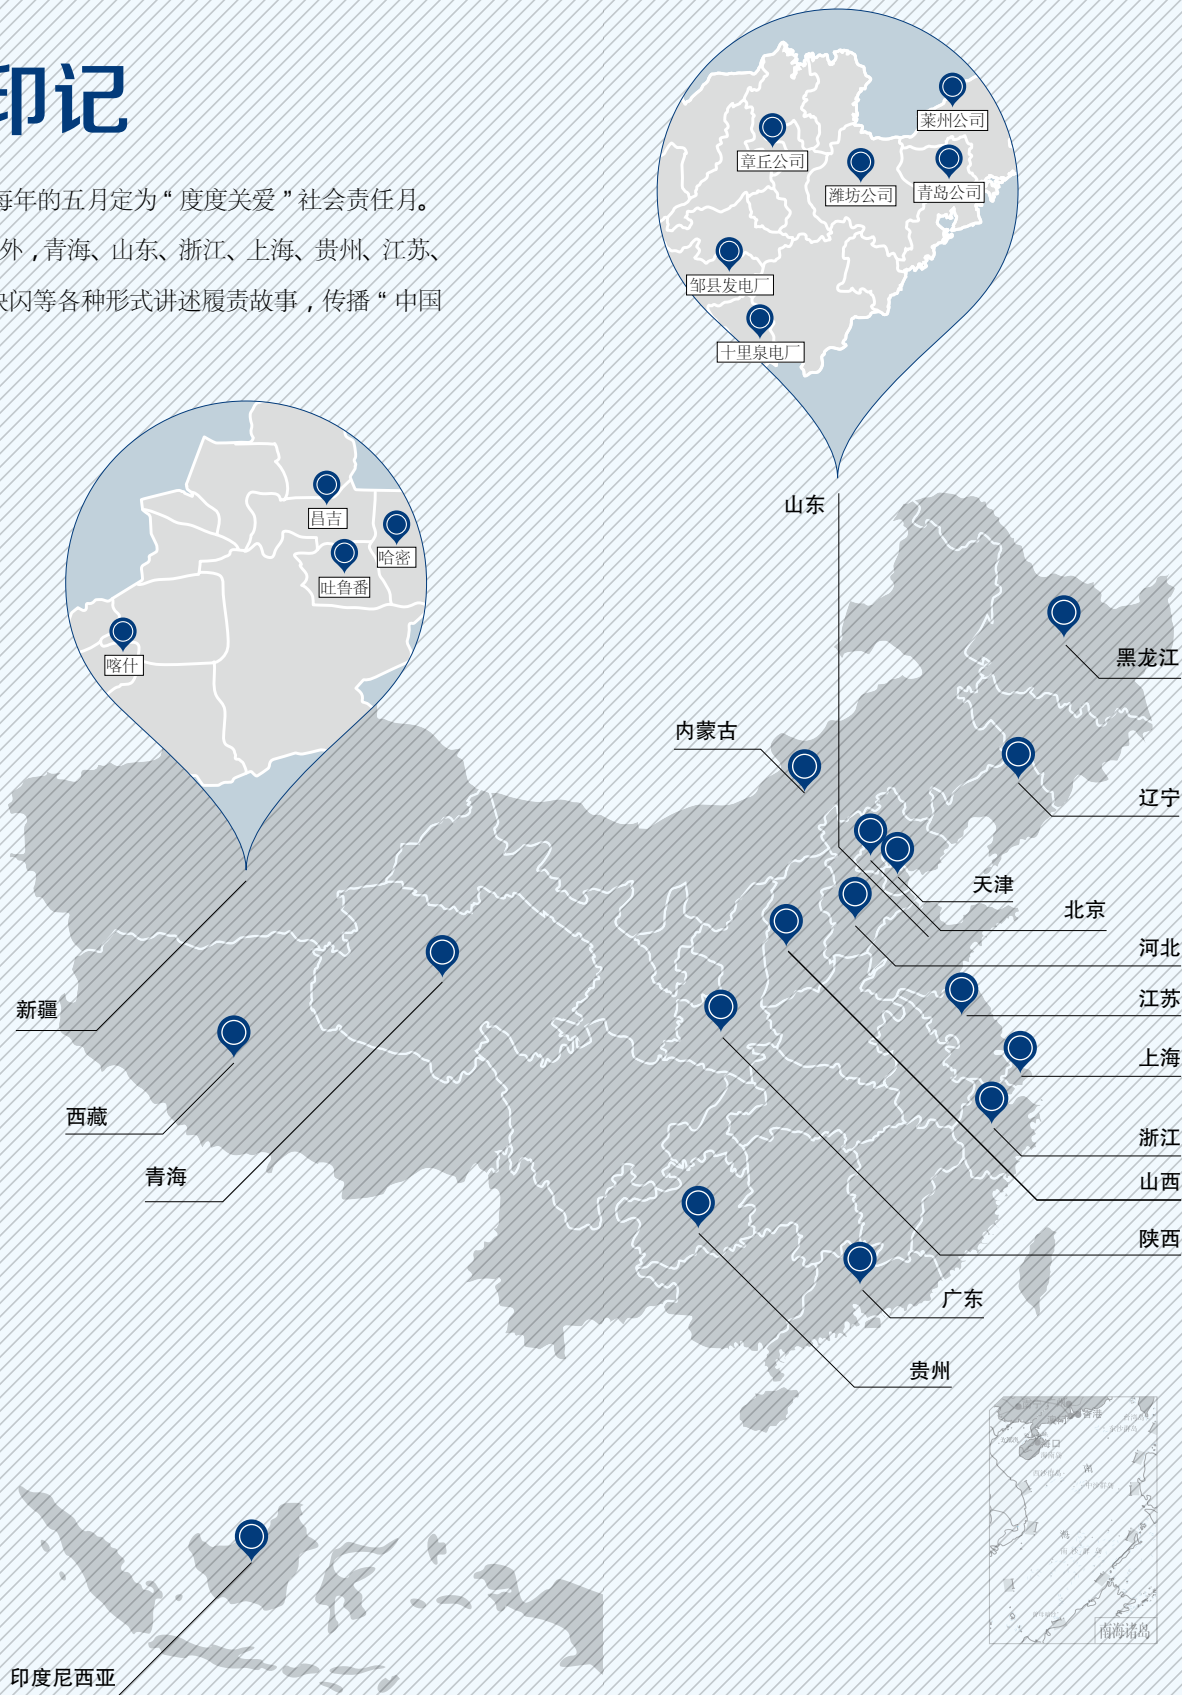 印记
每年的五月定为“度度关爱”社会责任月。
外，青海、山东、浙江、上海、贵州、江苏、
快闪等各种形式讲述履责故事，传播“中国
莱州公司
章丘公司
潍坊公司
青岛公司
邹县发电厂
十里泉电厂
山东
昌吉
哈密
吐鲁番
喀什
黑龙江
内蒙古
辽宁
天津
北京
河北
江苏
上海
浙江
山西
陕西
新疆
西藏
青海
广东
贵州
香港
海口
南
海
南海诸岛
印度尼西亚